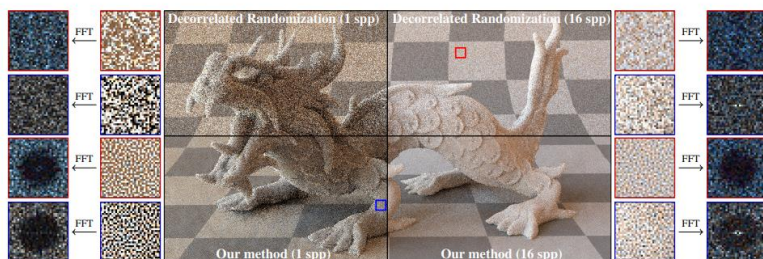 Decorrelated Randomization (1 spp)
Decorrelated Randomization (16 spp)
FFT
FFT
FFT
FFT
FFT
FFT
FFT
FFT
Our method (1 spp)
Our method (16 spp)